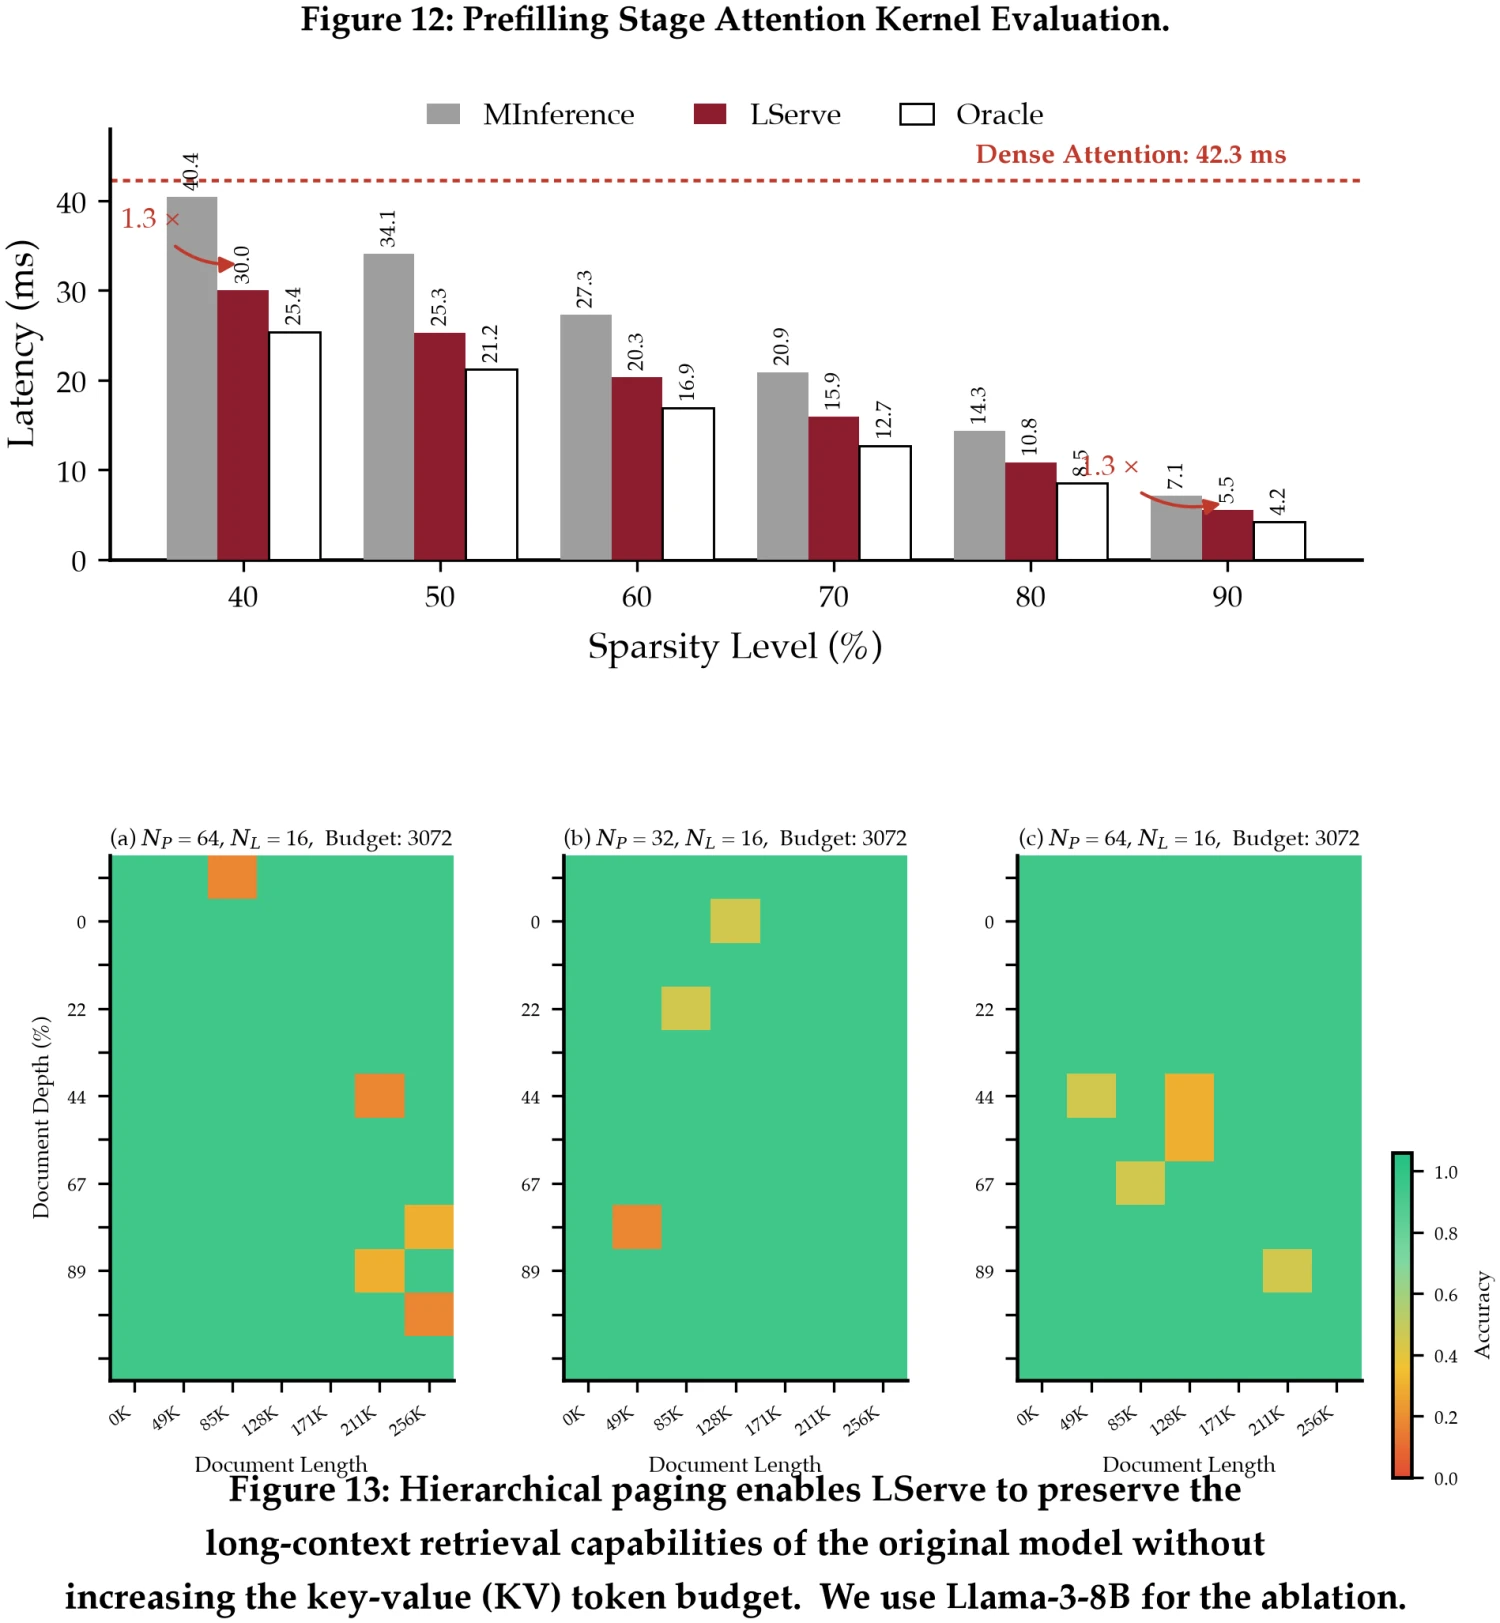 Figure 12: Prefilling Stage Attention Kernel Evaluation.
MInference LServe Oracle
Dense Attention: 42.3 ms
Latency (ms)
40
30
20
10
0
1.3 ×
40.4
30.0
25.4
34.1
25.3
21.2
27.3
20.3
16.9
20.9
15.9
12.7
14.3
10.8
8.5
1.3 ×
7.1
5.5
4.2
40 50 60 70 80 90
Sparsity Level (%)
(a) N_P = 64, N_L = 16, Budget: 3072
Document Depth (%)
0
22
44
67
89
0K 49K 85K 128K 171K 211K 256K
Document Length
(b) N_P = 32, N_L = 16, Budget: 3072
0
22
44
67
89
0K 49K 85K 128K 171K 211K 256K
Document Length
(c) N_P = 64, N_L = 16, Budget: 3072
0
22
44
67
89
0K 49K 85K 128K 171K 211K 256K
Document Length
1.0
0.8
0.6
0.4
0.2
0.0
Accuracy
Figure 13: Hierarchical paging enables LServe to preserve the
long-context retrieval capabilities of the original model without
increasing the key-value (KV) token budget. We use Llama-3-8B for the ablation.